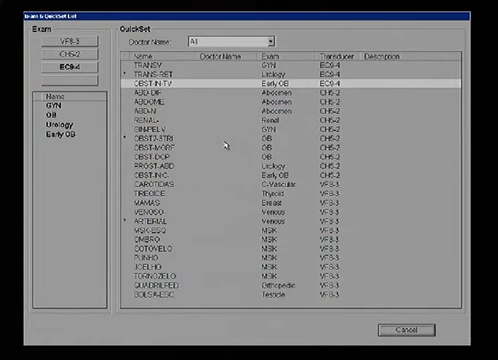 Exam & QuickSet List
Exam
VF8-3
CH5-2
EC9-4
Name
GYN
OB
Urology
Early OB
QuickSet
Doctor Name: All
Name Doctor Name Exam Transducer Description
TRANSV GYN EC9-4
* TRANS-RET Urology EC9-4
OBST-IN-TV Early OB EC9-4
ABD-DIF Abdomen CH5-2
ABDOME Abdomen CH5-2
ABD-N Abdomen CH5-2
RENAL- Renal CH5-2
GIN-PELV GYN CH5-2
* OBST2-3TRI OB CH5-2
OBST-MORF OB CH5-2
OBST-DOP OB CH5-2
PROST-ABD Urology CH5-2
OBST-INC. Early OB CH5-2
CAROTIDAS C-Vascular VF8-3
TIREOIDE Thyroid VF8-3
MAMAS Breast VF8-3
VENOSO Venous VF8-3
* ARTERIAL Venous VF8-3
MSK-ESQ MSK VF8-3
OMBRO MSK VF8-3
COTOVELO MSK VF8-3
PUNHO MSK VF8-3
JOELHO MSK VF8-3
TORNOZELO MSK VF8-3
QUADRILPED Orthopedic VF8-3
BOLSA-ESC Testicle VF8-3
Cancel